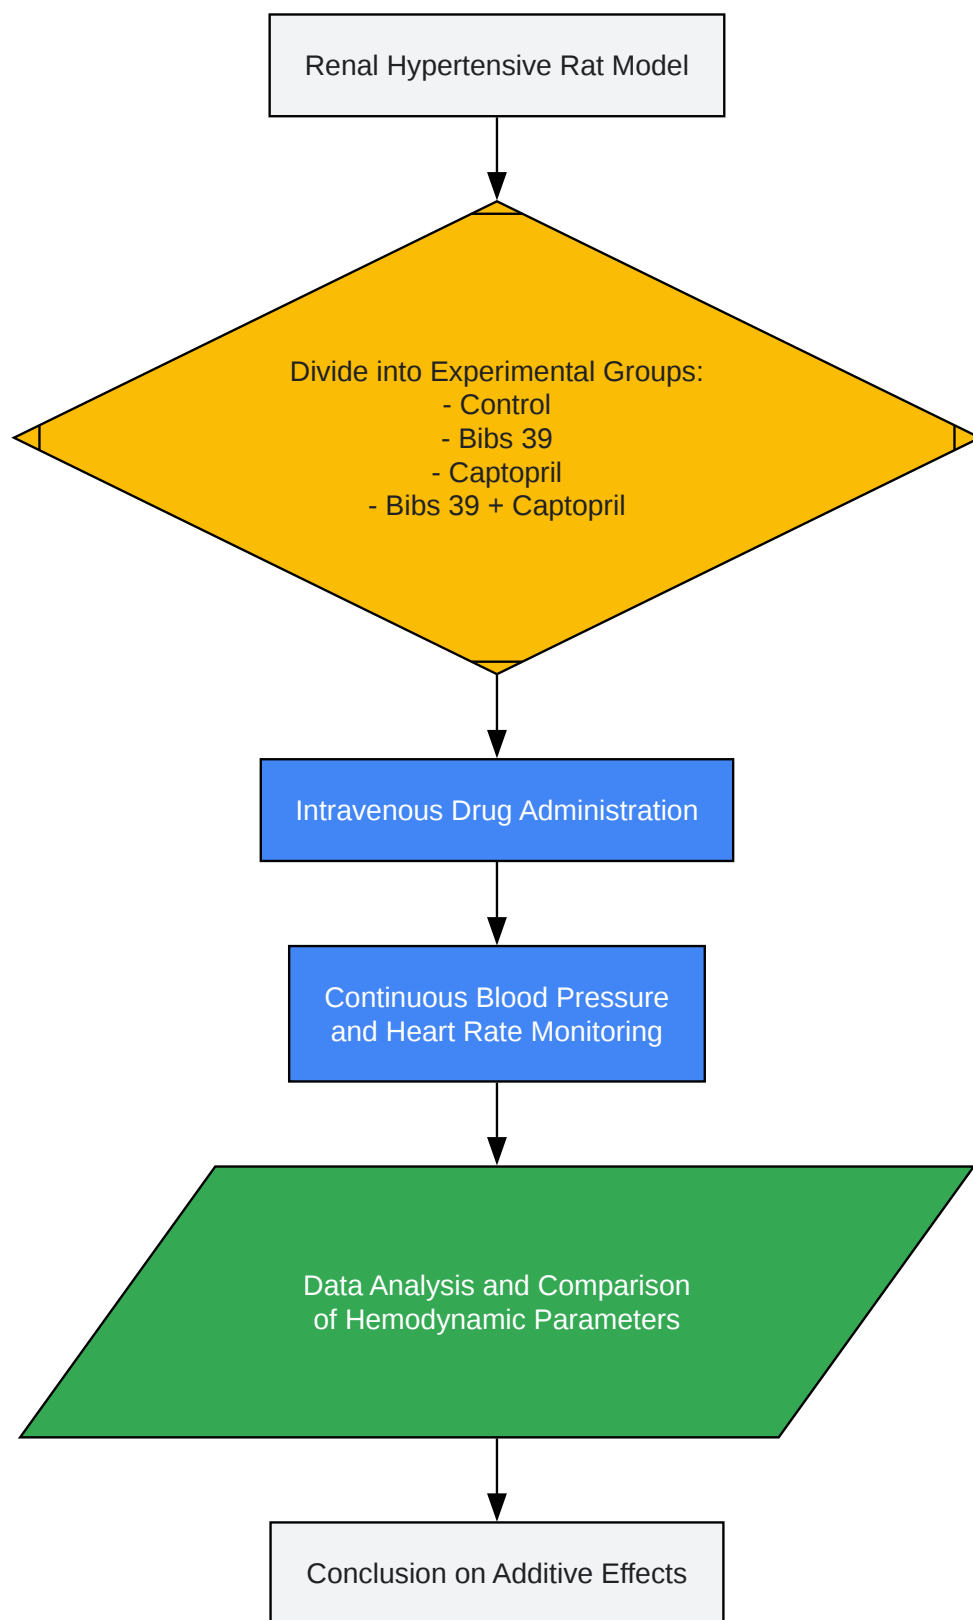 Renal Hypertensive Rat Model
Divide into Experimental Groups:
- Control
- Bibs 39
- Captopril
- Bibs 39 + Captopril
Intravenous Drug Administration
Continuous Blood Pressure
and Heart Rate Monitoring
Data Analysis and Comparison
of Hemodynamic Parameters
Conclusion on Additive Effects